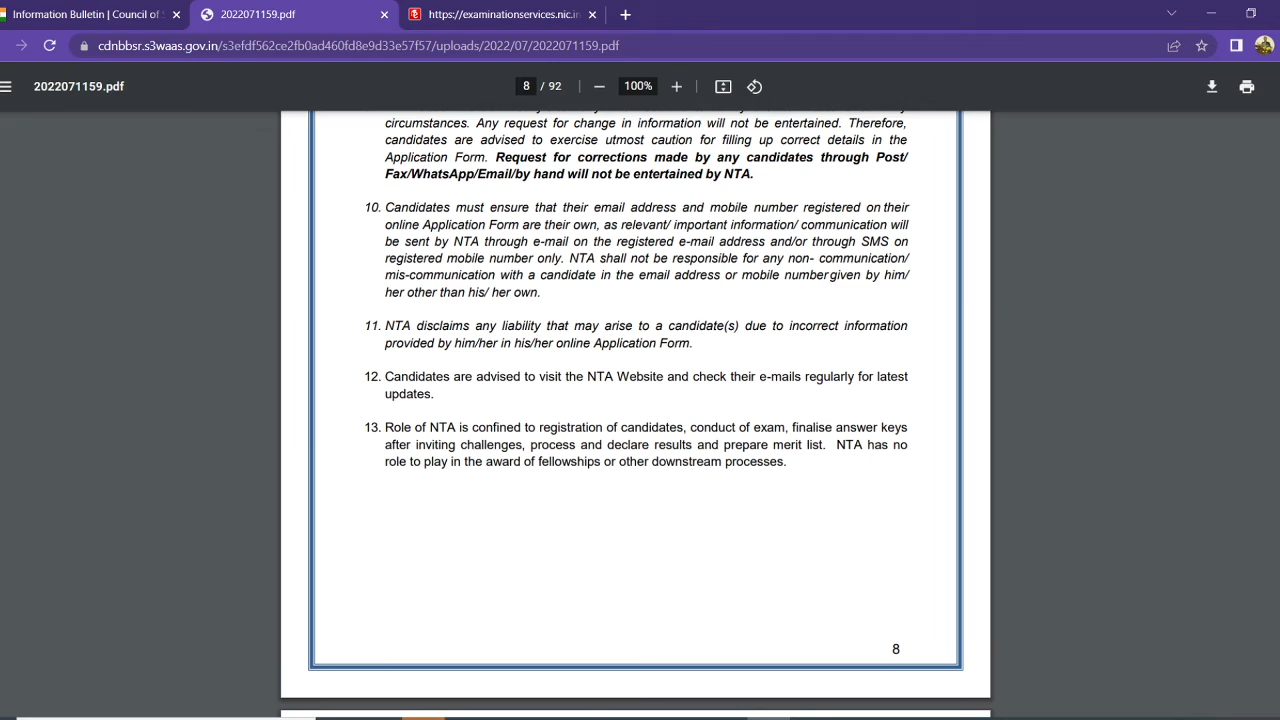 Information Bulletin | Council of
2022071159.pdf
https://examinationservices.nic.in
cdnbbsr.s3waas.gov.in/s3efdf562ce2fb0ad460fd8e9d33e57f57/uploads/2022/07/2022071159.pdf
2022071159.pdf
8 / 92
100%
circumstances. Any request for change in information will not be entertained. Therefore,
candidates are advised to exercise utmost caution for filling up correct details in the
Application Form. Request for corrections made by any candidates through Post/
Fax/WhatsApp/Email/by hand will not be entertained by NTA.
10. Candidates must ensure that their email address and mobile number registered on their
online Application Form are their own, as relevant/ important information/ communication will
be sent by NTA through e-mail on the registered e-mail address and/or through SMS on
registered mobile number only. NTA shall not be responsible for any non- communication/
mis-communication with a candidate in the email address or mobile number given by him/
her other than his/ her own.
11. NTA disclaims any liability that may arise to a candidate(s) due to incorrect information
provided by him/her in his/her online Application Form.
12. Candidates are advised to visit the NTA Website and check their e-mails regularly for latest
updates.
13. Role of NTA is confined to registration of candidates, conduct of exam, finalise answer keys
after inviting challenges, process and declare results and prepare merit list. NTA has no
role to play in the award of fellowships or other downstream processes.
8